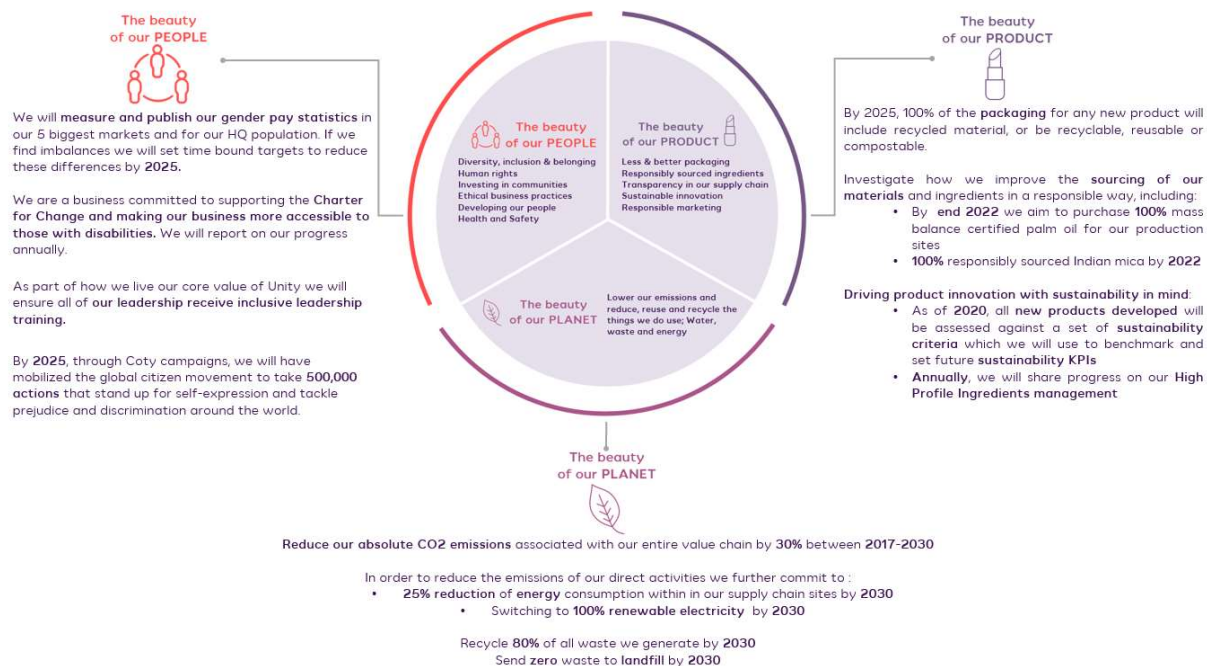 The beauty
of our PEOPLE
We will measure and publish our gender pay statistics in
our 5 biggest markets and for our HQ population. If we
find imbalances we will set time bound targets to reduce
these differences by 2025.
We are a business committed to supporting the Charter
for Change and making our business more accessible to
those with disabilities. We will report on our progress
annually.
As part of how we live our core value of Unity we will
ensure all of our leadership receive inclusive leadership
training.
By 2025, through Coty campaigns, we will have
mobilized the global citizen movement to take 500,000
actions that stand up for self-expression and tackle
prejudice and discrimination around the world.
The beauty
of our PEOPLE
Diversity, inclusion & belonging
Human rights
Investing in communities
Ethical business practices
Developing our people
Health and Safety
The beauty
of our PRODUCT
Less & better packaging
Responsibly sourced ingredients
Transparency in our supply chain
Sustainable innovation
Responsible marketing
The beauty
of our PLANET
Lower our emissions and
reduce, reuse and recycle the
things we do use; Water,
waste and energy
The beauty
of our PRODUCT
By 2025, 100% of the packaging for any new product will
include recycled material, or be recyclable, reusable or
compostable.
Investigate how we improve the sourcing of our
materials and ingredients in a responsible way, including:
• By end 2022 we aim to purchase 100% mass
balance certified palm oil for our production
sites
• 100% responsibly sourced Indian mica by 2022
Driving product innovation with sustainability in mind:
• As of 2020, all new products developed will
be assessed against a set of sustainability
criteria which we will use to benchmark and
set future sustainability KPIs
• Annually, we will share progress on our High
Profile Ingredients management
The beauty
of our PLANET
Reduce our absolute CO2 emissions associated with our entire value chain by 30% between 2017-2030
In order to reduce the emissions of our direct activities we further commit to :
• 25% reduction of energy consumption within in our supply chain sites by 2030
• Switching to 100% renewable electricity by 2030
Recycle 80% of all waste we generate by 2030
Send zero waste to landfill by 2030